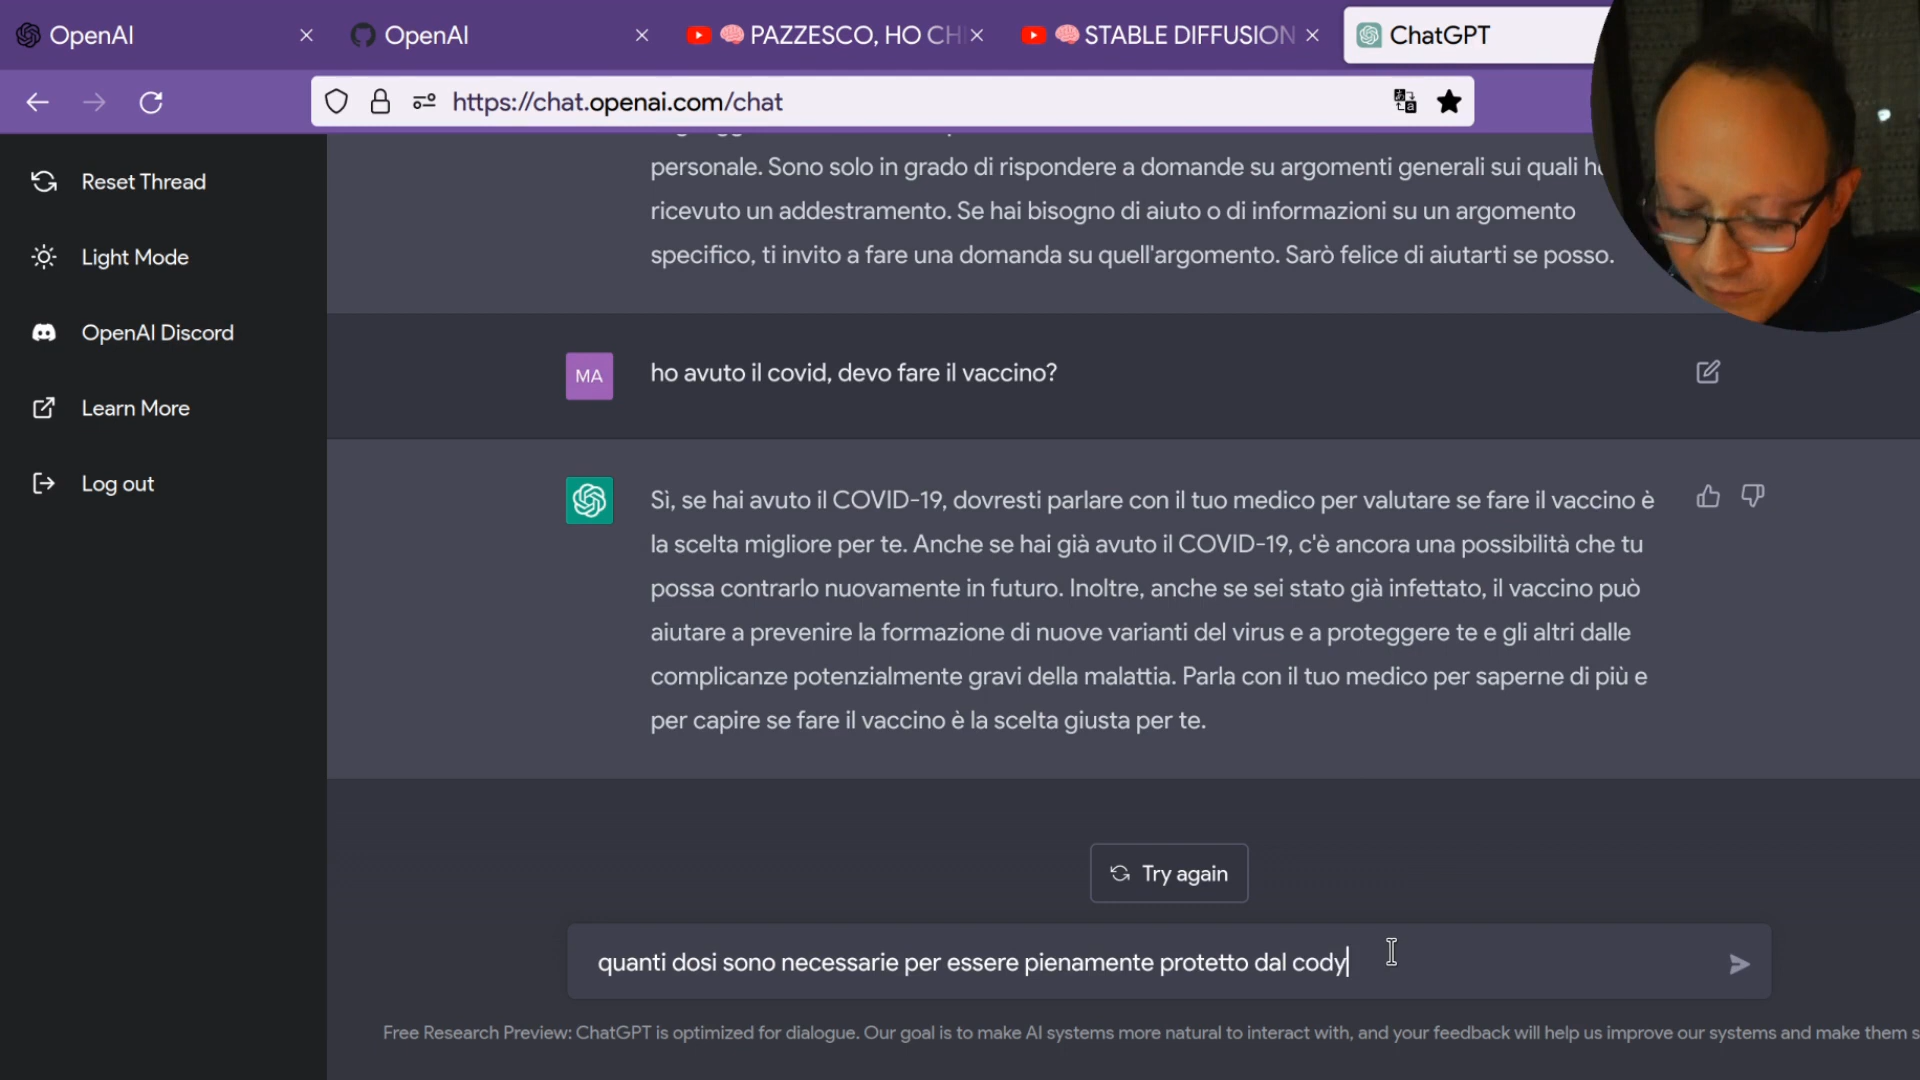 OpenAI
OpenAI
PAZZESCO, HO CH
STABLE DIFFUSION
ChatGPT
https://chat.openai.com/chat
Reset Thread
Light Mode
OpenAI Discord
Learn More
Log out
personale. Sono solo in grado di rispondere a domande su argomenti generali sui quali h
ricevuto un addestramento. Se hai bisogno di aiuto o di informazioni su un argomento
specifico, ti invito a fare una domanda su quell'argomento. Sarò felice di aiutarti se posso.
MA
ho avuto il covid, devo fare il vaccino?
Sì, se hai avuto il COVID-19, dovresti parlare con il tuo medico per valutare se fare il vaccino è
la scelta migliore per te. Anche se hai già avuto il COVID-19, c'è ancora una possibilità che tu
possa contrarlo nuovamente in futuro. Inoltre, anche se sei stato già infettato, il vaccino può
aiutare a prevenire la formazione di nuove varianti del virus e a proteggere te e gli altri dalle
complicanze potenzialmente gravi della malattia. Parla con il tuo medico per saperne di più e
per capire se fare il vaccino è la scelta giusta per te.
Try again
quanti dosi sono necessarie per essere pienamente protetto dal cody
Free Research Preview: ChatGPT is optimized for dialogue. Our goal is to make AI systems more natural to interact with, and your feedback will help us improve our systems and make them s